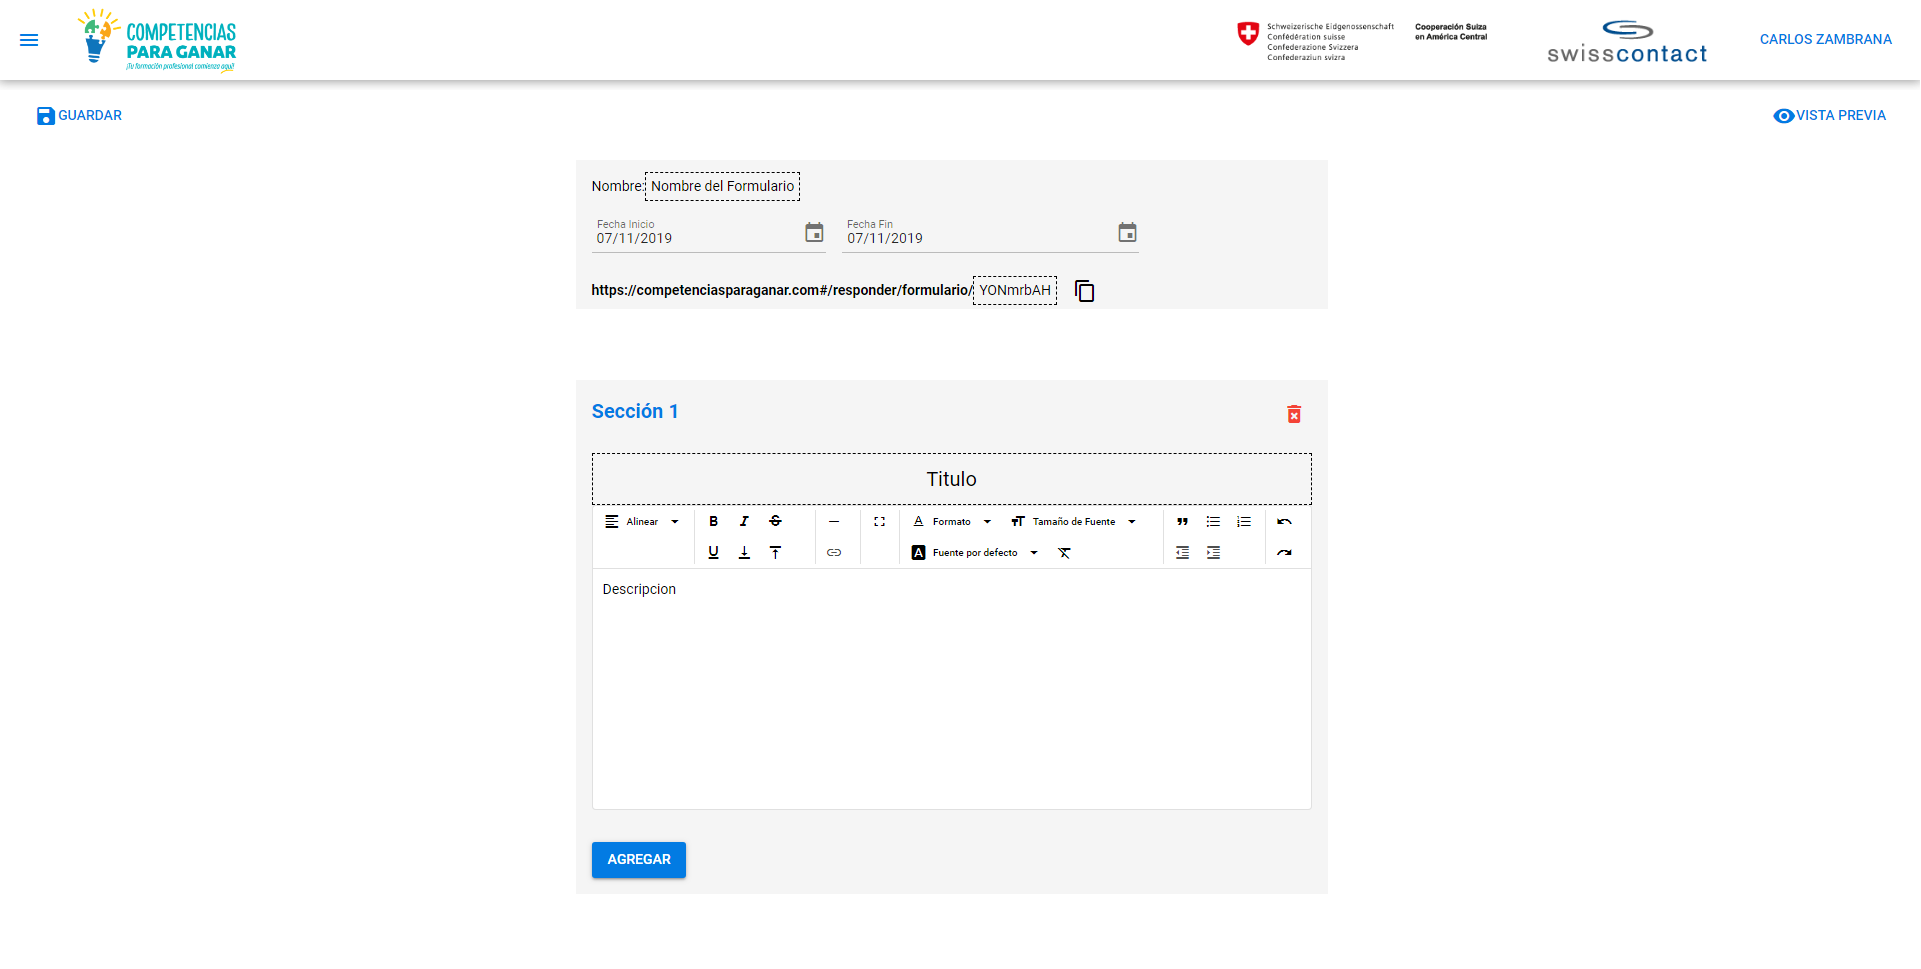 COMPETENCIAS
PARA GANAR
¡Tu formación profesional comienza aquí!
Schweizerische Eidgenossenschaft
Confédération suisse
Confederazione Svizzera
Confederaziun svizra
Cooperación Suiza
en América Central
swisscontact
CARLOS ZAMBRANA
GUARDAR
VISTA PREVIA
Nombre: Nombre del Formulario
Fecha Inicio
07/11/2019
Fecha Fin
07/11/2019
https://competenciasparaganar.com#/responder/formulario/ YONmrbAH
Sección 1
Titulo
Alinear B I S Formato Tamaño de Fuente
U Fuente por defecto
Descripcion
AGREGAR